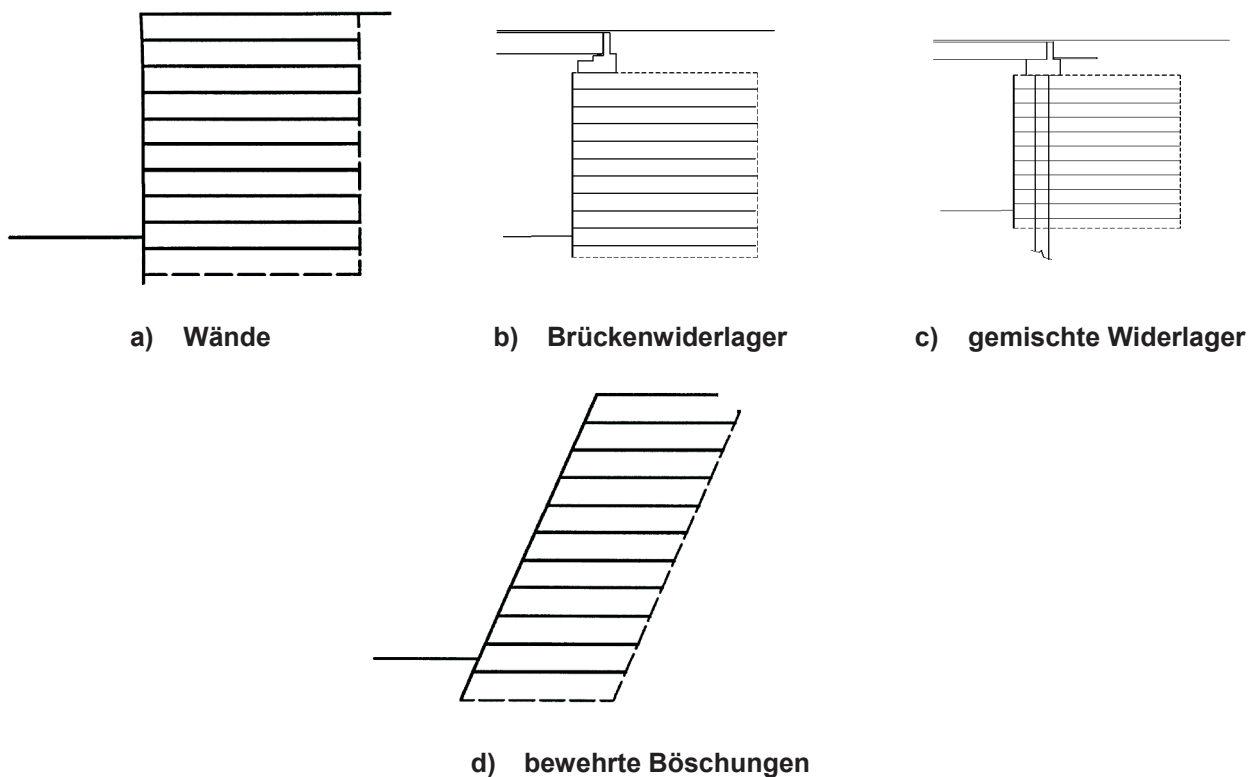 a) Wände
b) Brückenwiderlager
c) gemischte Widerlager
d) bewehrte Böschungen